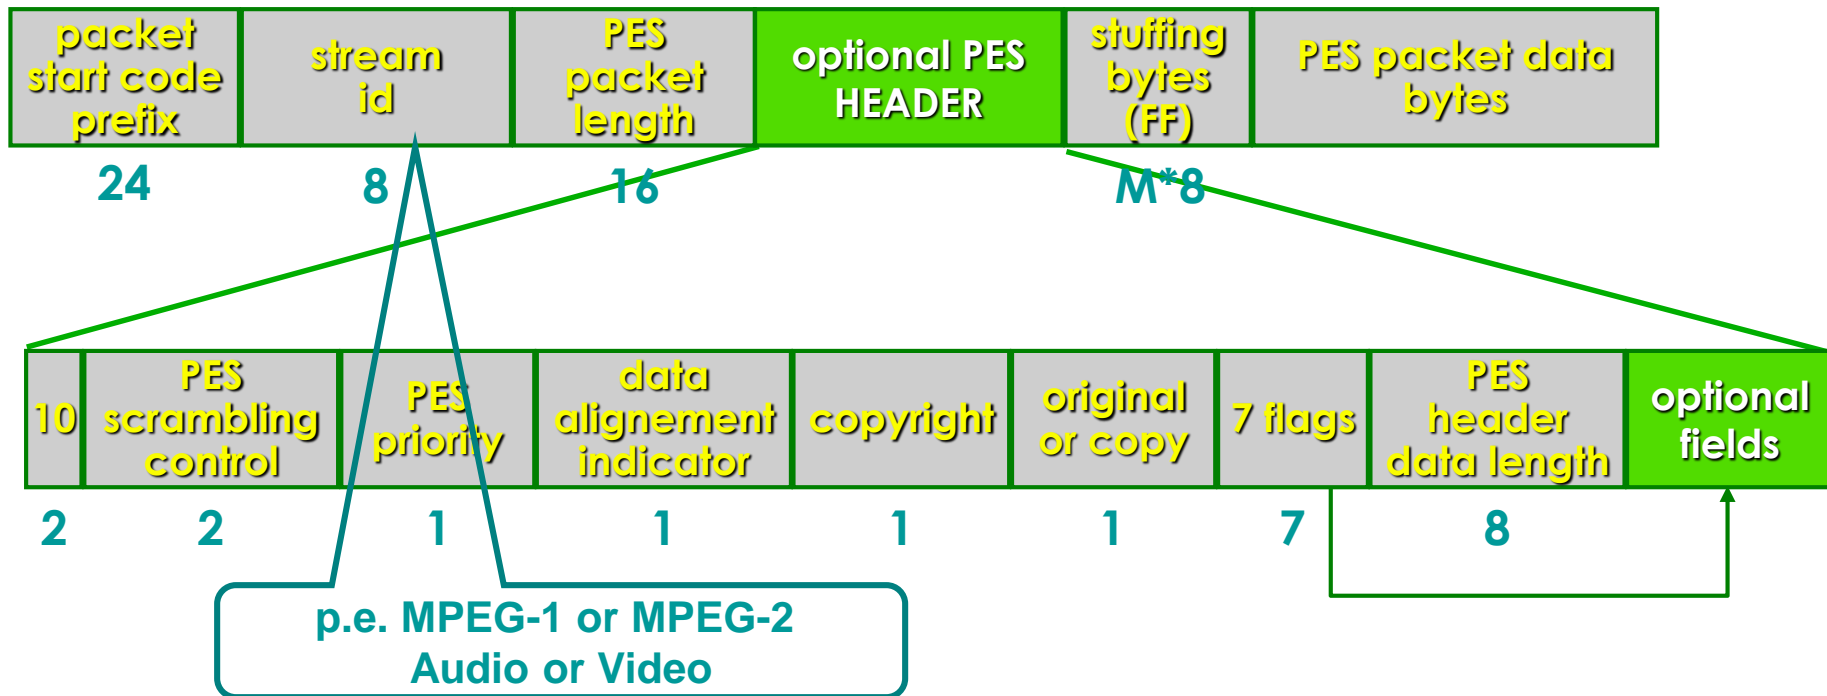 packet
start code
prefix
stream
id
PES
packet
length
optional PES
HEADER
stuffing
bytes
(FF)
PES packet data
bytes
24
8
16
M*8
10
PES
scrambling
control
PES
priority
data
alignement
indicator
copyright
original
or copy
7 flags
PES
header
data length
optional
fields
2
2
1
1
1
1
7
8
p.e. MPEG-1 or MPEG-2
Audio or Video